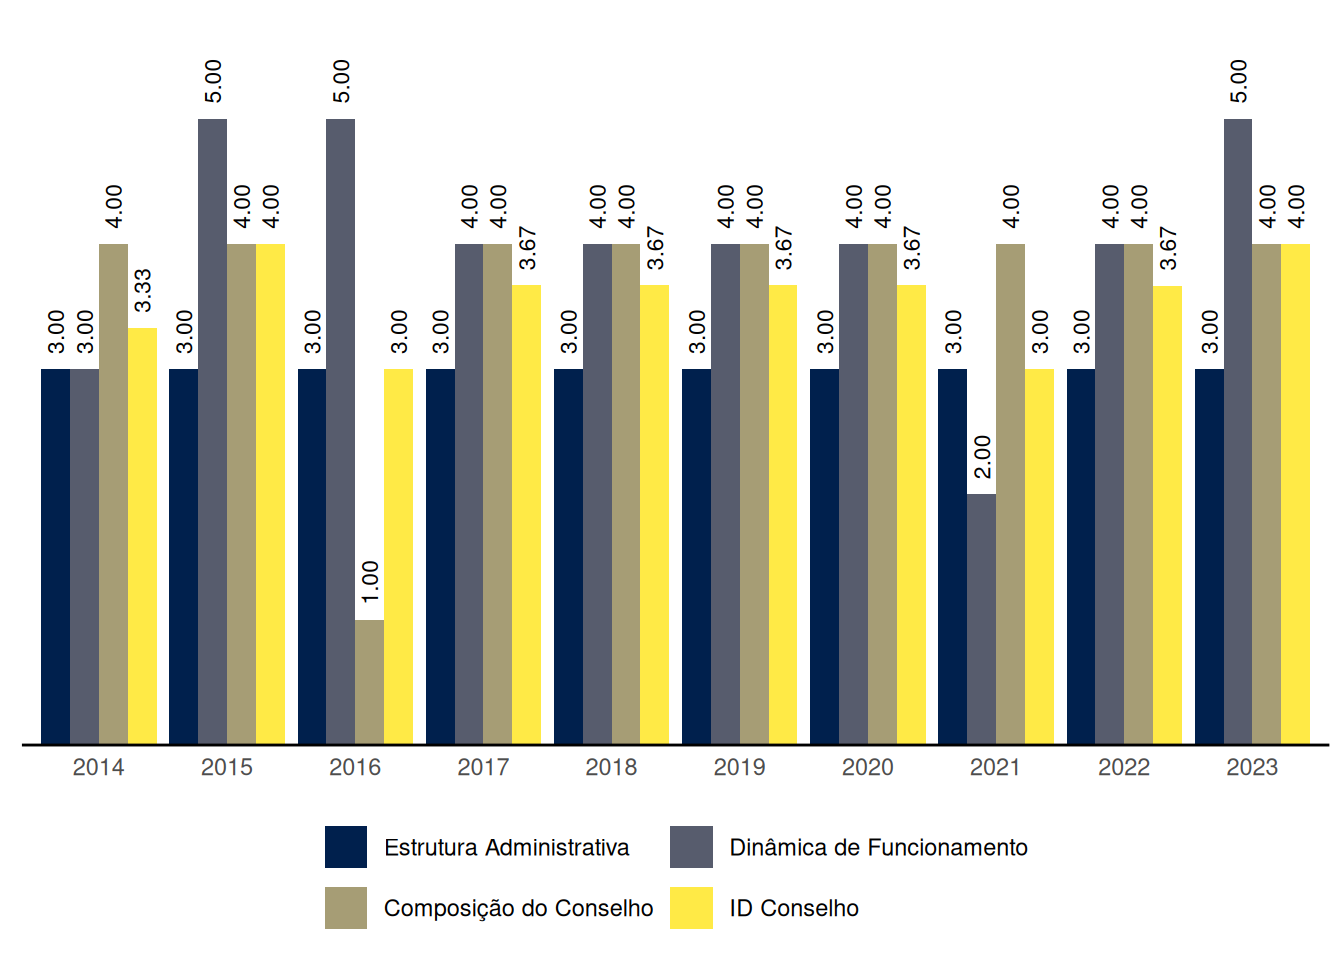 3.00 3.00 4.00 3.33
3.00 5.00 4.00 4.00
3.00 5.00 1.00 3.00
3.00 4.00 4.00 3.67
3.00 4.00 4.00 3.67
3.00 4.00 4.00 3.67
3.00 4.00 4.00 3.67
3.00 2.00 4.00 3.00
3.00 4.00 4.00 3.67
3.00 5.00 4.00 4.00
2014 2015 2016 2017 2018 2019 2020 2021 2022 2023
Estrutura Administrativa Dinâmica de Funcionamento
Composição do Conselho ID Conselho